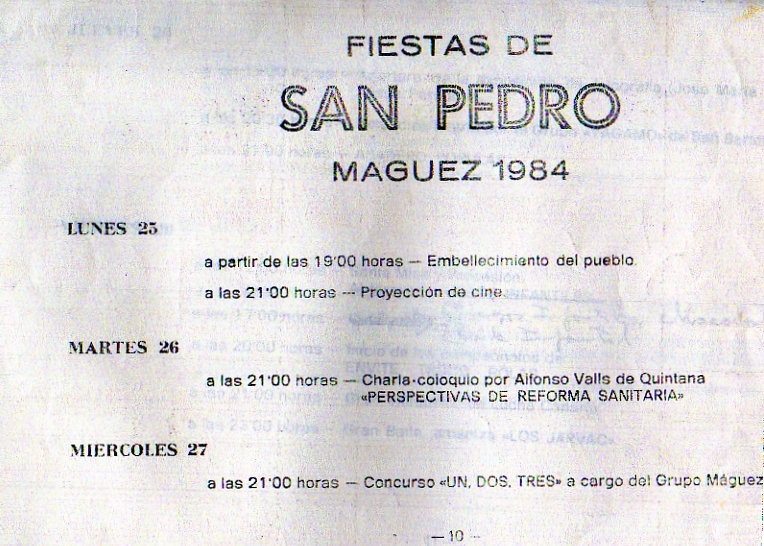 FIESTAS DE
SAN PEDRO
MAGUEZ 1984
LUNES 25
a partir de las 19'00 horas — Embellecimiento del pueblo.
a las 21'00 horas — Proyección de cine.
MARTES 26
a las 21'00 horas — Charla-coloquio por Alfonso Valls de Quintana
«PERSPECTIVAS DE REFORMA SANITARIA»
MIERCOLES 27
a las 21'00 horas — Concurso «UN, DOS, TRES» a cargo del Grupo Máguez
— 10 —